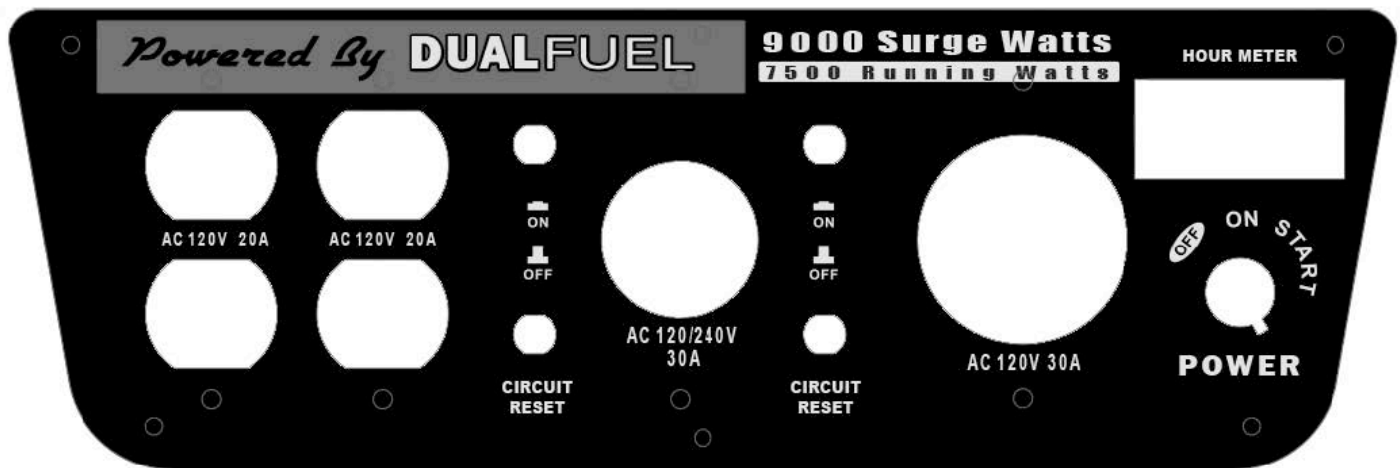 Powered By DUALFUEL
9000 Surge Watts
7500 Running Watts
HOUR METER
AC 120V 20A
AC 120V 20A
ON
OFF
CIRCUIT
RESET
AC 120/240V
30A
ON
OFF
CIRCUIT
RESET
AC 120V 30A
OFF ON START
POWER